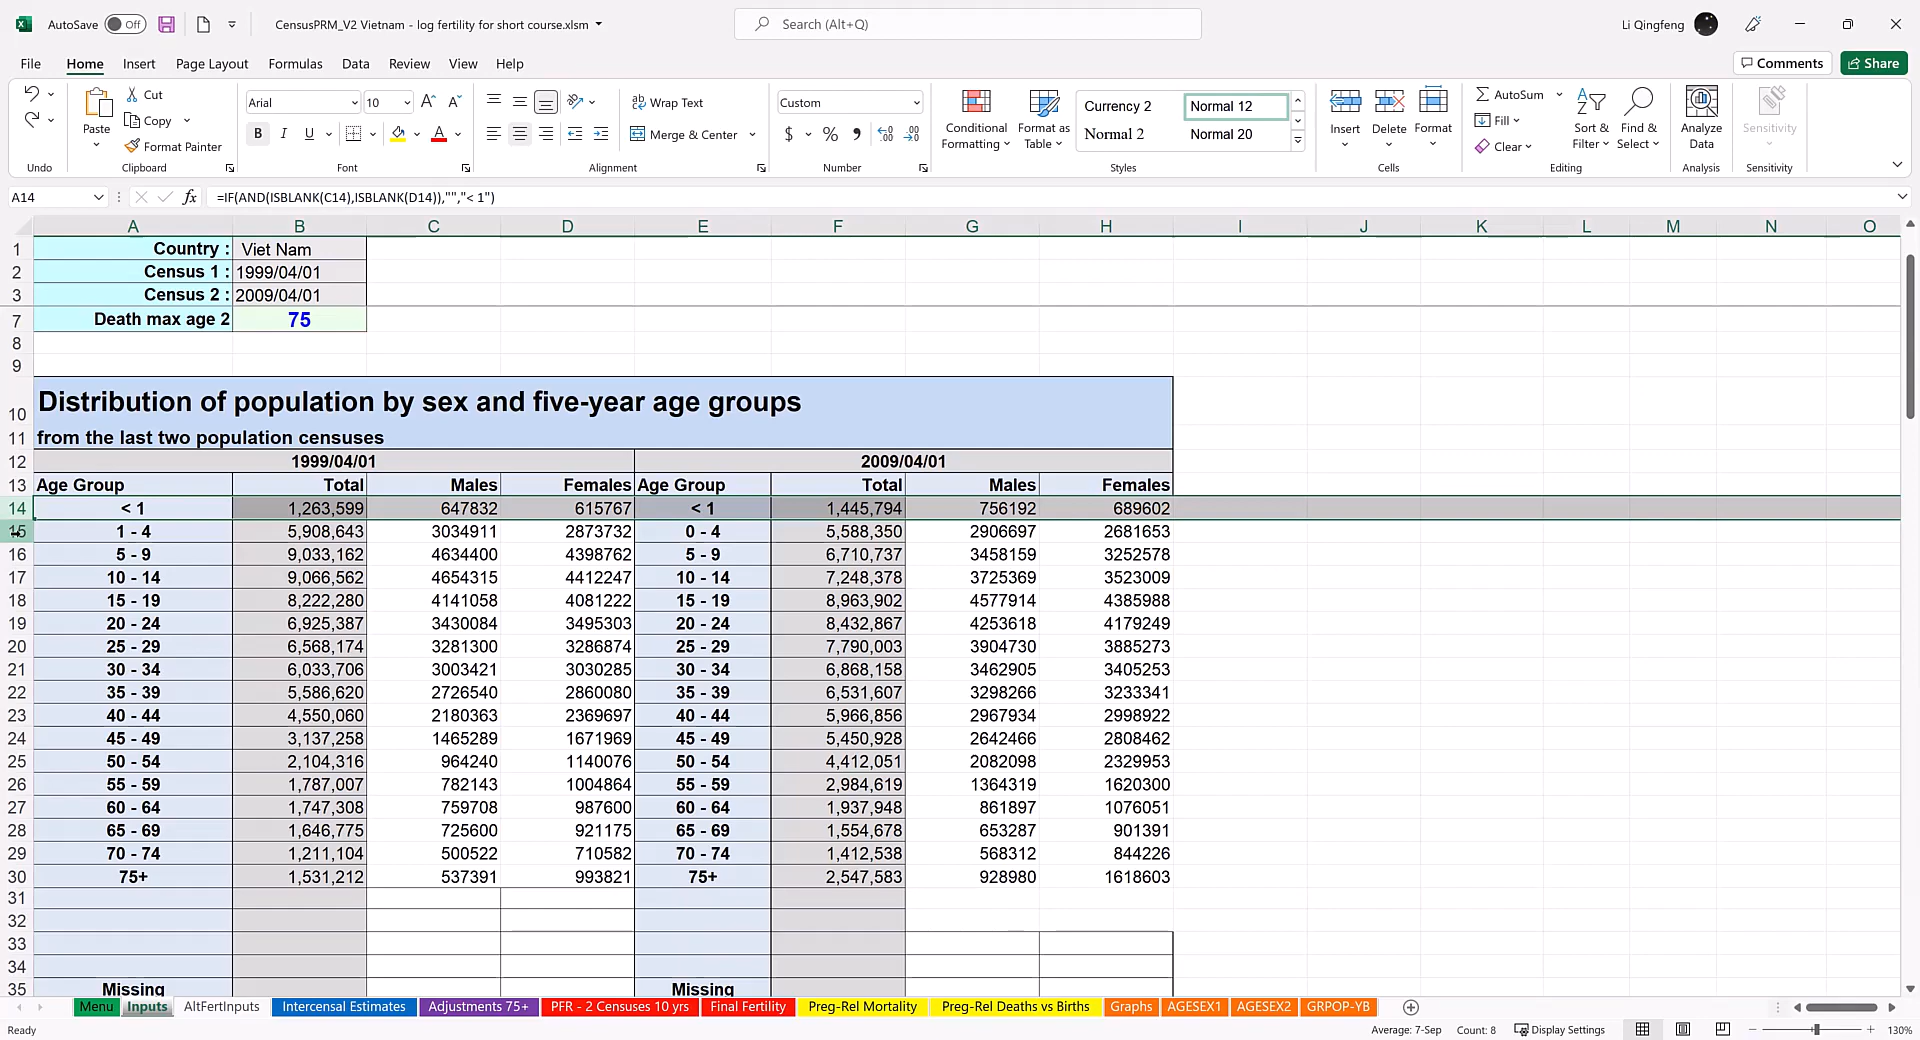 AutoSave Off CensusPRM_V2 Vietnam - log fertility for short course.xlsm Search (Alt+Q) Li Qingfeng
File Home Insert Page Layout Formulas Data Review View Help Comments Share
Undo
Paste Cut Copy Format Painter
Clipboard
Arial 10 A A
B I U A
Font
Wrap Text
Merge & Center
Alignment
Custom
$ % 9 .00 .00
Number
Conditional Formatting Format as Table
Currency 2 Normal 12
Normal 2 Normal 20
Styles
Insert Delete Format
Cells
AutoSum Fill Clear Sort & Filter Find & Select
Editing
Analyze Data
Analysis
Sensitivity
Sensitivity
A14 fx =IF(AND(ISBLANK(C14),ISBLANK(D14)),"","< 1")
A B C D E F G H I J K L M N O
1 Country : Viet Nam
2 Census 1 : 1999/04/01
3 Census 2 : 2009/04/01
7 Death max age 2 75
8
9
10 Distribution of population by sex and five-year age groups
11 from the last two population censuses
12 1999/04/01 2009/04/01
13 Age Group Total Males Females Age Group Total Males Females
14 < 1 1,263,599 647832 615767 < 1 1,445,794 756192 689602
15 1 - 4 5,908,643 3034911 2873732 0 - 4 5,588,350 2906697 2681653
16 5 - 9 9,033,162 4634400 4398762 5 - 9 6,710,737 3458159 3252578
17 10 - 14 9,066,562 4654315 4412247 10 - 14 7,248,378 3725369 3523009
18 15 - 19 8,222,280 4141058 4081222 15 - 19 8,963,902 4577914 4385988
19 20 - 24 6,925,387 3430084 3495303 20 - 24 8,432,867 4253618 4179249
20 25 - 29 6,568,174 3281300 3286874 25 - 29 7,790,003 3904730 3885273
21 30 - 34 6,033,706 3003421 3030285 30 - 34 6,868,158 3462905 3405253
22 35 - 39 5,586,620 2726540 2860080 35 - 39 6,531,607 3298266 3233341
23 40 - 44 4,550,060 2180363 2369697 40 - 44 5,966,856 2967934 2998922
24 45 - 49 3,137,258 1465289 1671969 45 - 49 5,450,928 2642466 2808462
25 50 - 54 2,104,316 964240 1140076 50 - 54 4,412,051 2082098 2329953
26 55 - 59 1,787,007 782143 1004864 55 - 59 2,984,619 1364319 1620300
27 60 - 64 1,747,308 759708 987600 60 - 64 1,937,948 861897 1076051
28 65 - 69 1,646,775 725600 921175 65 - 69 1,554,678 653287 901391
29 70 - 74 1,211,104 500522 710582 70 - 74 1,412,538 568312 844226
30 75+ 1,531,212 537391 993821 75+ 2,547,583 928980 1618603
31
32
33
34
35 Missing Missing
Menu Inputs AltFertInputs Intercensal Estimates Adjustments 75+ PFR - 2 Censuses 10 yrs Final Fertility Preg-Rel Mortality Preg-Rel Deaths vs Births Graphs AGESEX1 AGESEX2 GRPOP-YB
Ready Average: 7-Sep Count: 8 Display Settings 130%